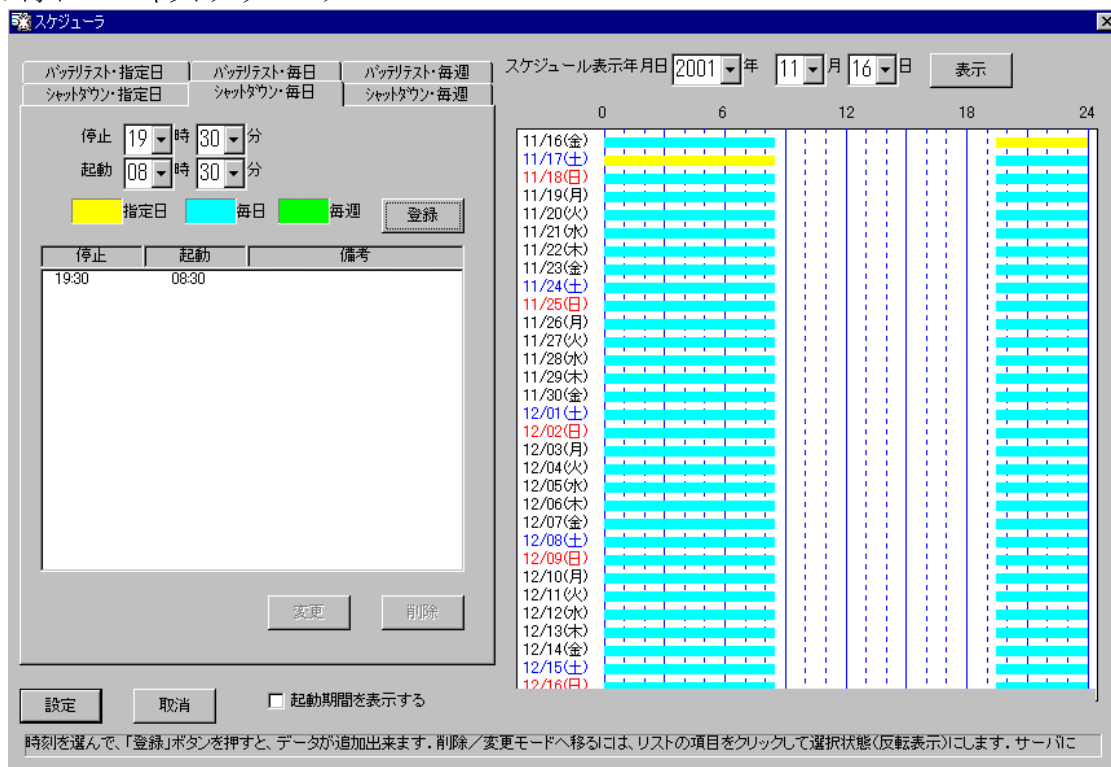 スケジューラ
バッテリテスト・指定日 バッテリテスト・毎日 バッテリテスト・毎週
シャットダウン・指定日 シャットダウン・毎日 シャットダウン・毎週
停止 19 時 30 分
起動 08 時 30 分
指定日 毎日 毎週 登録
停止 起動 備考
19:30 08:30
変更 削除
設定 取消 起動期間を表示する
スケジュール表示年月日 2001 年 11 月 16 日 表示
0 6 12 18 24
11/16(金)
11/17(土)
11/18(日)
11/19(月)
11/20(火)
11/21(水)
11/22(木)
11/23(金)
11/24(土)
11/25(日)
11/26(月)
11/27(火)
11/28(水)
11/29(木)
11/30(金)
12/01(土)
12/02(日)
12/03(月)
12/04(火)
12/05(水)
12/06(木)
12/07(金)
12/08(土)
12/09(日)
12/10(月)
12/11(火)
12/12(水)
12/13(木)
12/14(金)
12/15(土)
12/16(日)
時刻を選んで、「登録」ボタンを押すと、データが追加出来ます．削除／変更モードへ移るには、リストの項目をクリックして選択状態(反転表示)にします．サーバに